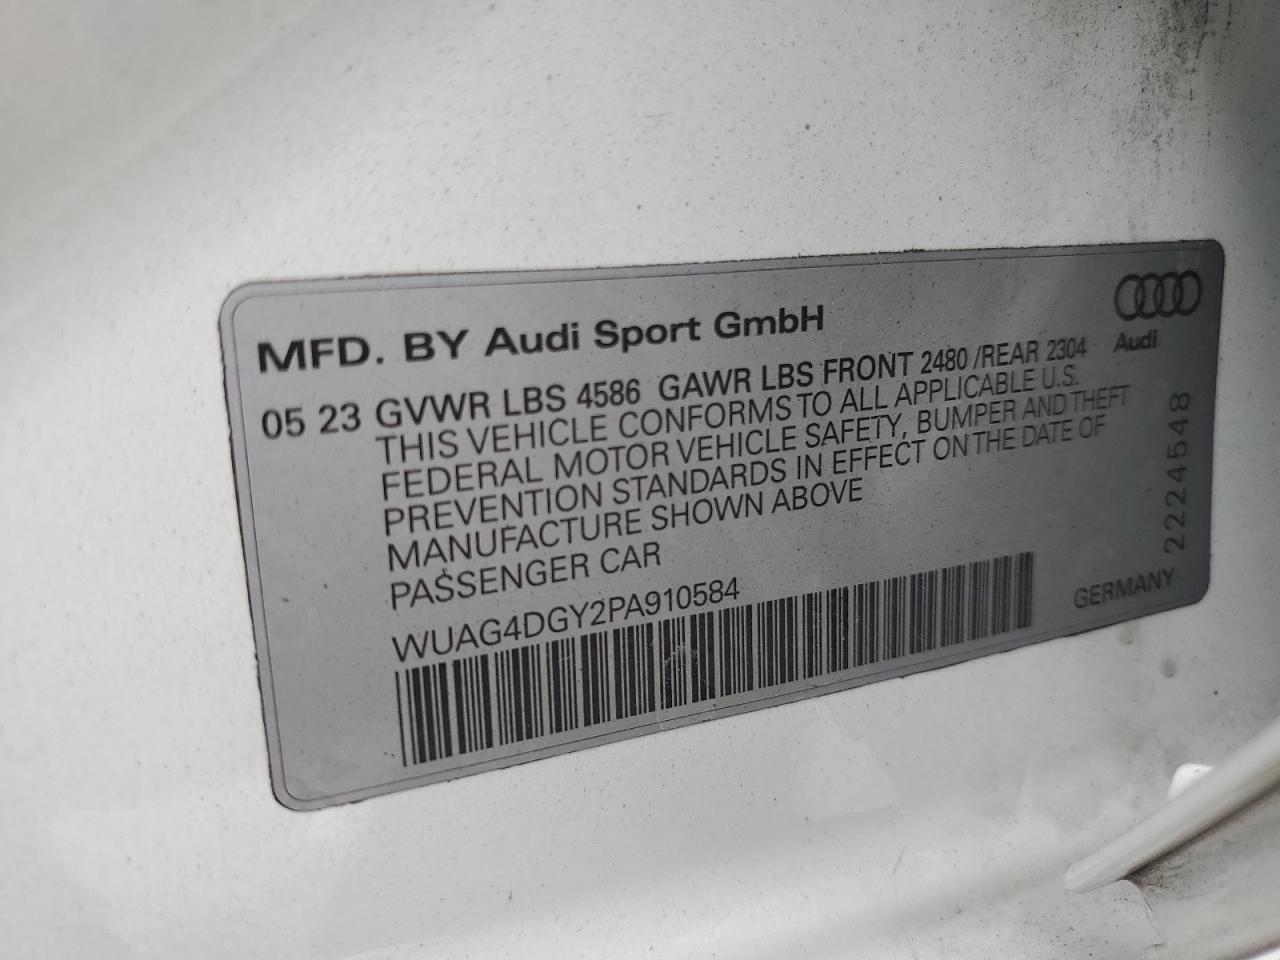 MFD. BY Audi Sport GmbH
Audi
05 23 GVWR LBS 4586 GAWR LBS FRONT 2480 /REAR 2304
THIS VEHICLE CONFORMS TO ALL APPLICABLE U.S.
FEDERAL MOTOR VEHICLE SAFETY, BUMPER AND THEFT
PREVENTION STANDARDS IN EFFECT ON THE DATE OF
MANUFACTURE SHOWN ABOVE
PASSENGER CAR
WUAG4DGY2PA910584
2224548
GERMANY